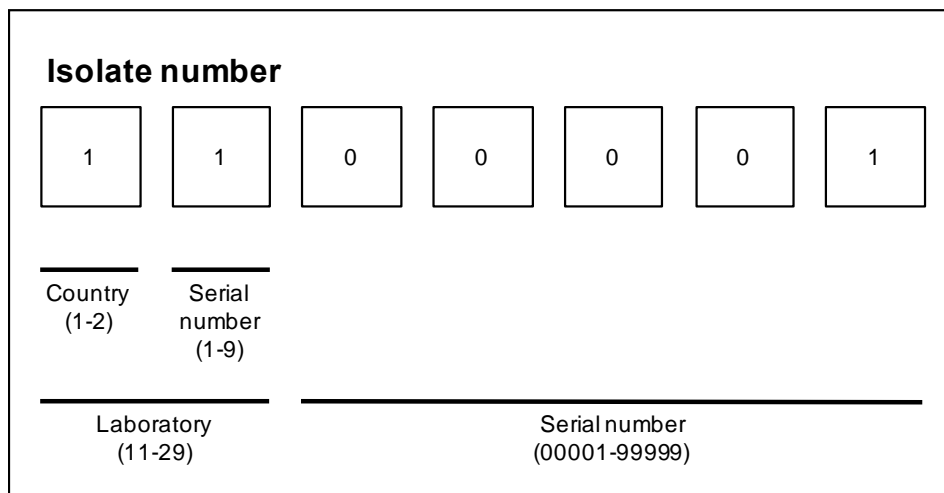 Isolate number
1 1 0 0 0 0 1
Country
(1-2)
Serial
number
(1-9)
Laboratory
(11-29)
Serial number
(00001-99999)